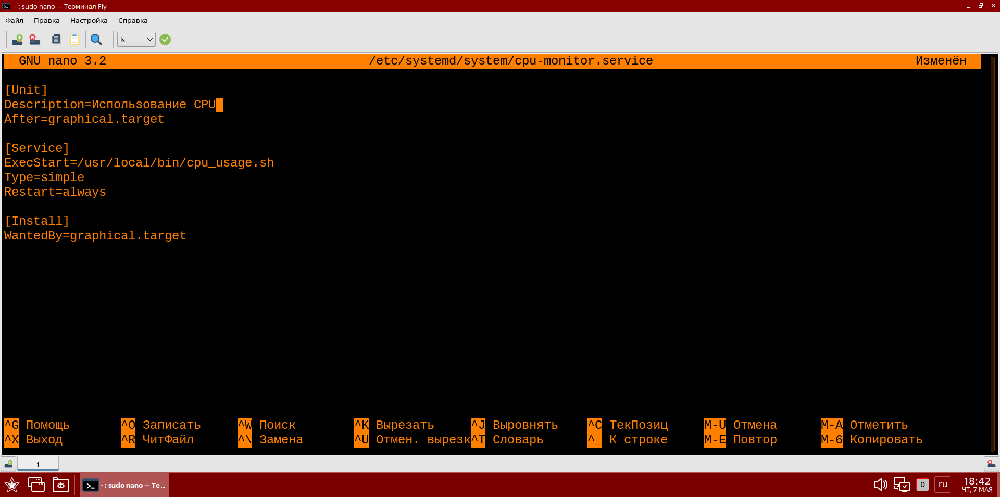 - : sudo nano — Терминал Fly
Файл Правка Настройка Справка
ls
GNU nano 3.2 /etc/systemd/system/cpu-monitor.service Изменён
[Unit]
Description=Использование CPU
After=graphical.target
[Service]
ExecStart=/usr/local/bin/cpu_usage.sh
Type=simple
Restart=always
[Install]
WantedBy=graphical.target
^G Помощь ^O Записать ^W Поиск ^K Вырезать ^J Выровнять ^C ТекПозиц M-U Отмена M-A Отметить
^X Выход ^R ЧитФайл ^\ Замена ^U Отмен. вырезк ^T Словарь ^_ К строке M-E Повтор M-6 Копировать
1
- : sudo nano — Те...
0
ru
18:42
ЧТ, 7 МАЯ